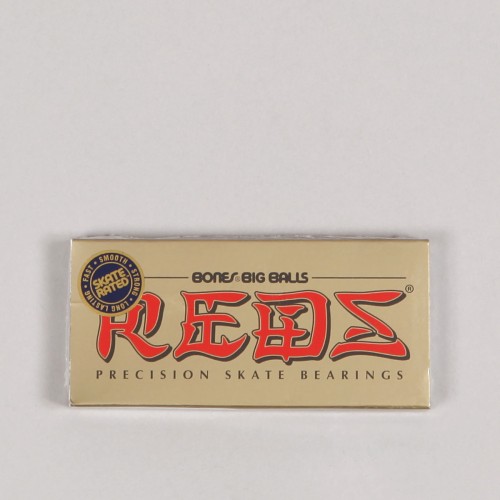 BONES BIG BALLS
REDS®
PRECISION SKATE BEARINGS
FAST • SMOOTH • STRONG • LONG LASTING •
SKATE
RATED